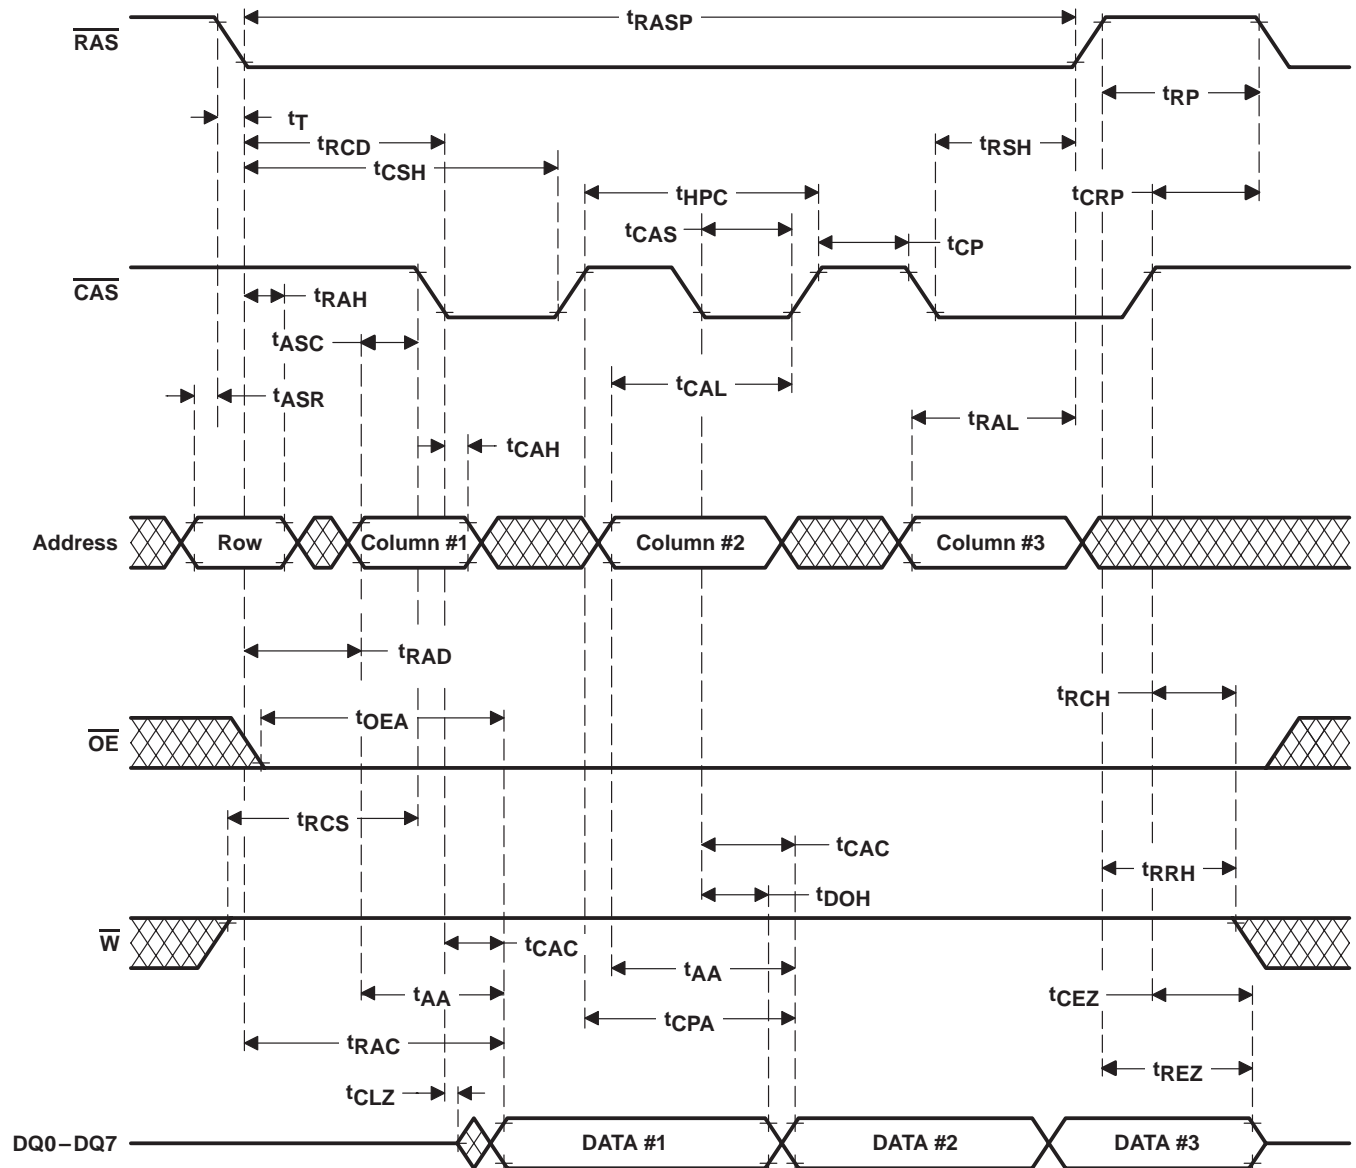 tRASP
RAS
tRP
tT
tRCD
tRSH
tCSH
tHPC
tCRP
tCAS
tCP
CAS
tRAH
tASC
tCAL
tASR
tRAL
tCAH
Address
Row
Column #1
Column #2
Column #3
tRAD
tRCH
tOEA
OE
tRCS
tCAC
tRRH
tDOH
W
tCAC
tAA
tAA
tCEZ
tCPA
tRAC
tREZ
tCLZ
DQ0–DQ7
DATA #1
DATA #2
DATA #3